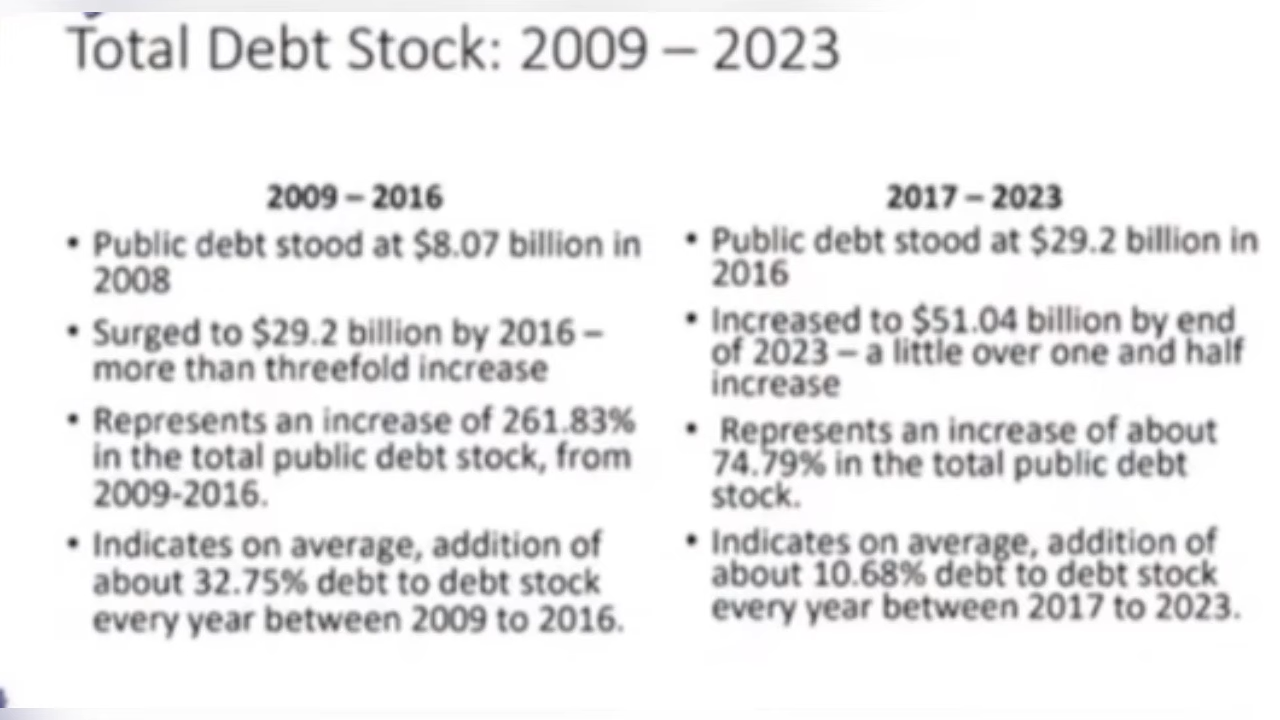 Total Debt Stock: 2009 – 2023
2009 – 2016
• Public debt stood at $8.07 billion in
2008
• Surged to $29.2 billion by 2016 –
more than threefold increase
• Represents an increase of 261.83%
in the total public debt stock, from
2009-2016.
• Indicates on average, addition of
about 32.75% debt to debt stock
every year between 2009 to 2016.
2017 – 2023
• Public debt stood at $29.2 billion in
2016
• Increased to $51.04 billion by end
of 2023 – a little over one and half
increase
• Represents an increase of about
74.79% in the total public debt
stock.
• Indicates on average, addition of
about 10.68% debt to debt stock
every year between 2017 to 2023.